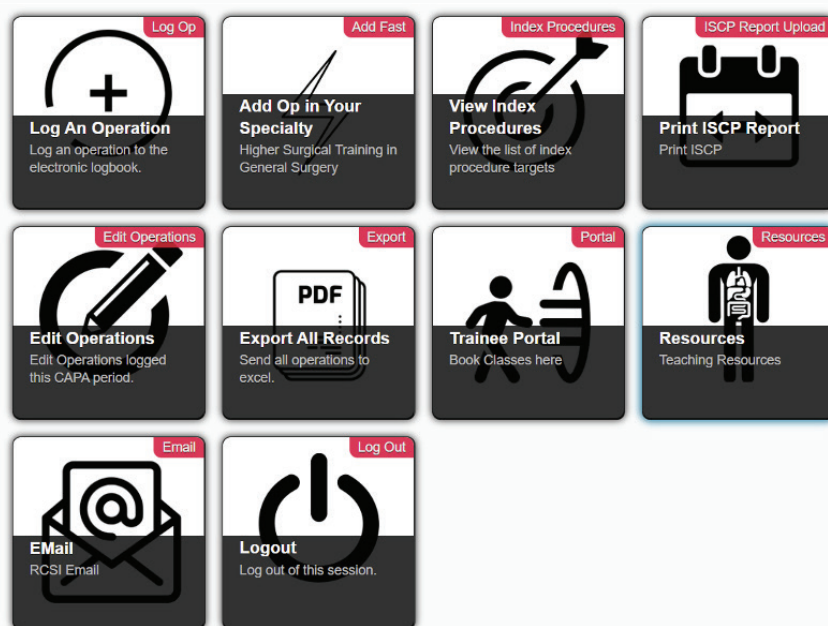 Log Op
Log An Operation
Log an operation to the
electronic logbook.
Add Fast
Add Op in Your
Specialty
Higher Surgical Training in
General Surgery
Index Procedures
View Index
Procedures
View the list of index
procedure targets
ISCP Report Upload
Print ISCP Report
Print ISCP
Edit Operations
Edit Operations
Edit Operations logged
this CAPA period.
Export
PDF
Export All Records
Send all operations to
excel.
Portal
Trainee Portal
Book Classes here
Resources
Resources
Teaching Resources
Email
@
EMail
RCSI Email
Log Out
Logout
Log out of this session.